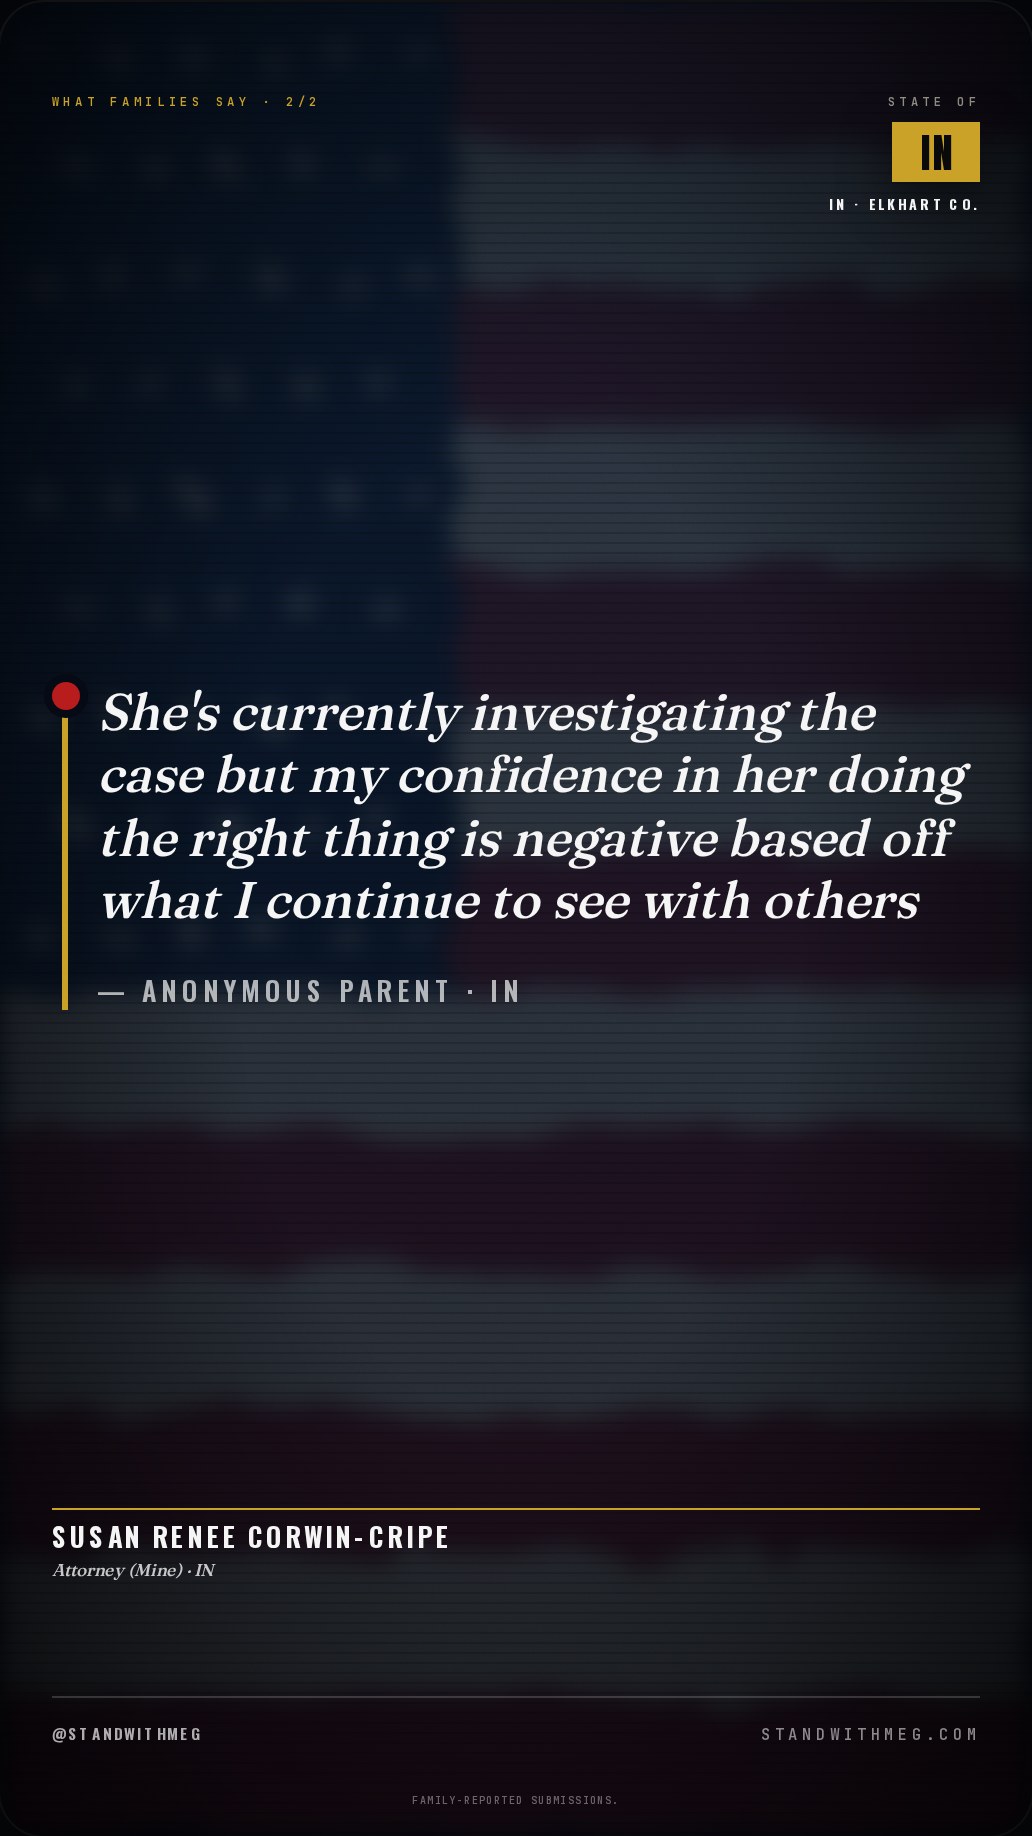 WHAT FAMILIES SAY · 2/2
STATE OF
IN
IN · ELKHART CO.
She's currently investigating the
case but my confidence in her doing
the right thing is negative based off
what I continue to see with others
— ANONYMOUS PARENT · IN
SUSAN RENEE CORWIN-CRIPE
Attorney (Mine) · IN
@STANDWITHMEG
STANDWITHMEG.COM
FAMILY-REPORTED SUBMISSIONS.